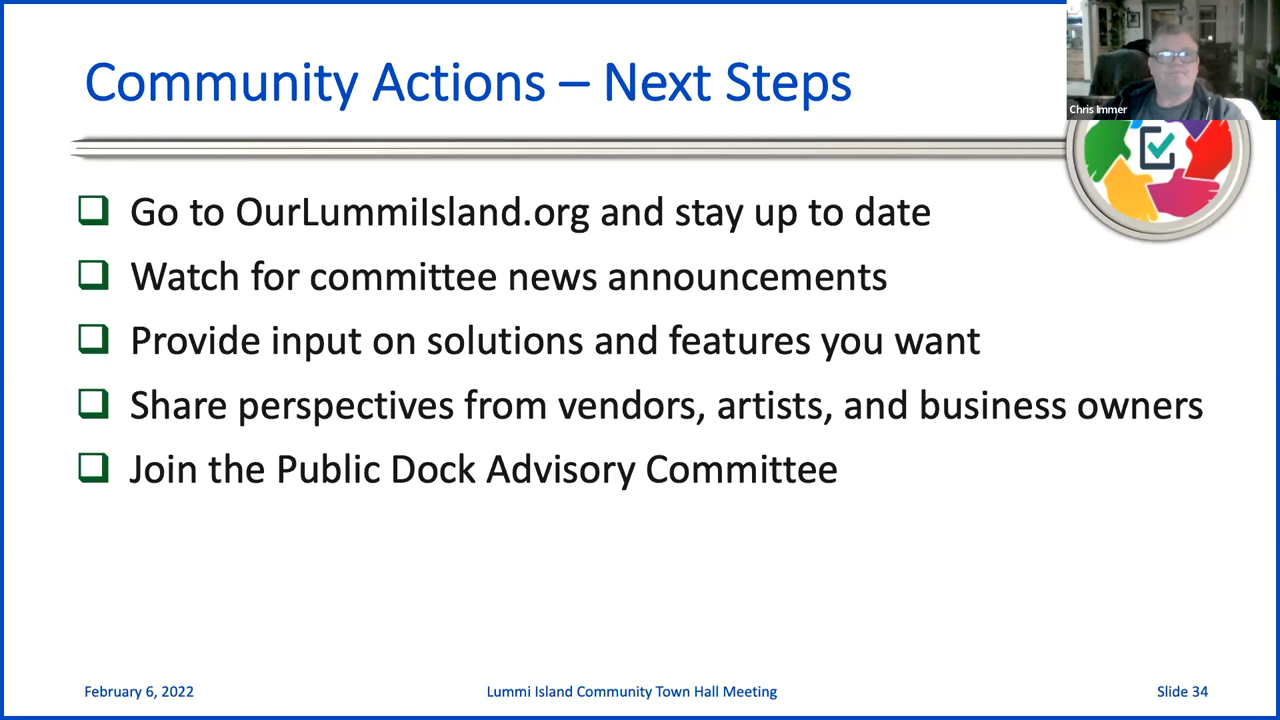 Community Actions – Next Steps
Chris Immer
Go to OurLummiIsland.org and stay up to date
Watch for committee news announcements
Provide input on solutions and features you want
Share perspectives from vendors, artists, and business owners
Join the Public Dock Advisory Committee
February 6, 2022
Lummi Island Community Town Hall Meeting
Slide 34